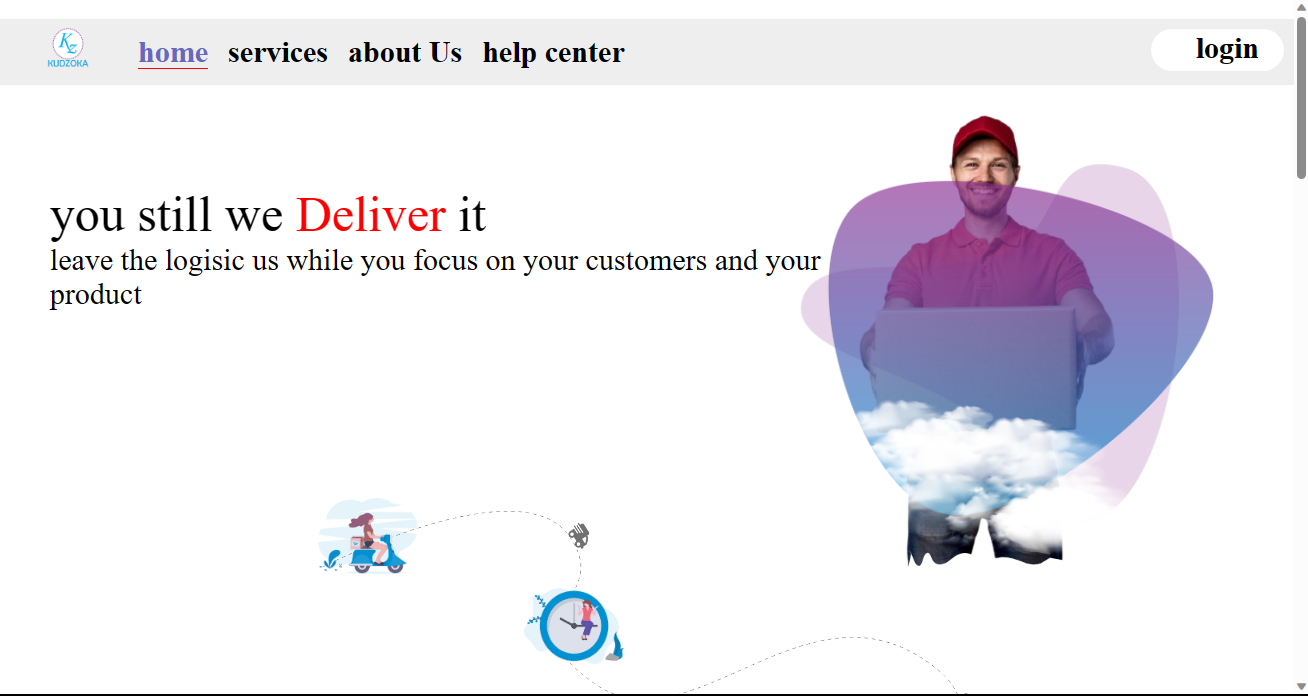 Kz
KUDZOKA
home services about Us help center
login
you still we Deliver it
leave the logisic us while you focus on your customers and your
product